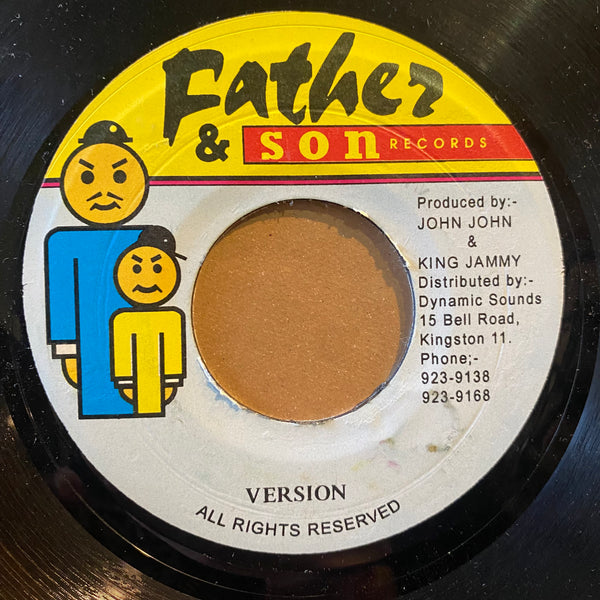 Father
& son RECORDS
Produced by:-
JOHN JOHN
&
KING JAMMY
Distributed by:-
Dynamic Sounds
15 Bell Road,
Kingston 11.
Phone;-
923-9138
923-9168
VERSION
ALL RIGHTS RESERVED